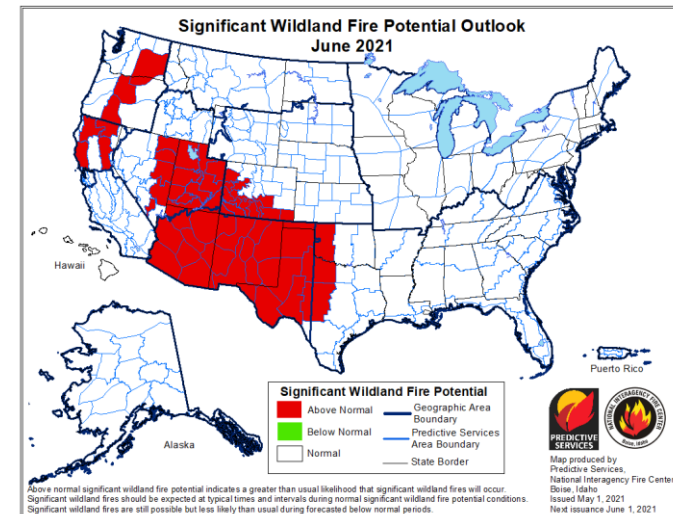 Significant Wildland Fire Potential Outlook
June 2021
Hawaii
Puerto Rico
Alaska
Significant Wildland Fire Potential
Above Normal
Below Normal
Normal
Geographic Area
Boundary
Predictive Services
Area Boundary
State Border
PREDICTIVE
SERVICES
NATIONAL INTERAGENCY FIRE CENTER
Boise, Idaho
Map produced by
Predictive Services,
National Interagency Fire Center
Boise, Idaho
Issued May 1, 2021
Next issuance June 1, 2021
Above normal significant wildland fire potential indicates a greater than usual likelihood that significant wildland fires will occur.
Significant wildland fires should be expected at typical times and intervals during normal significant wildland fire potential conditions.
Significant wildland fires are still possible but less likely than usual during forecasted below normal periods.